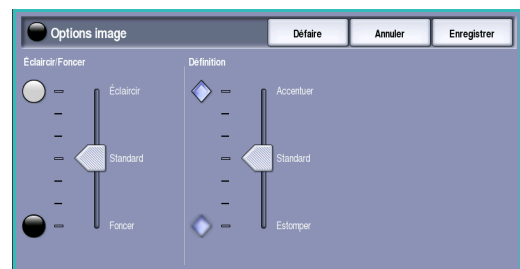 Options image
Défaire
Annuler
Enregistrer
Éclaircir/Foncer
Définition
Éclaircir
Standard
Foncer
Accentuer
Standard
Estomper